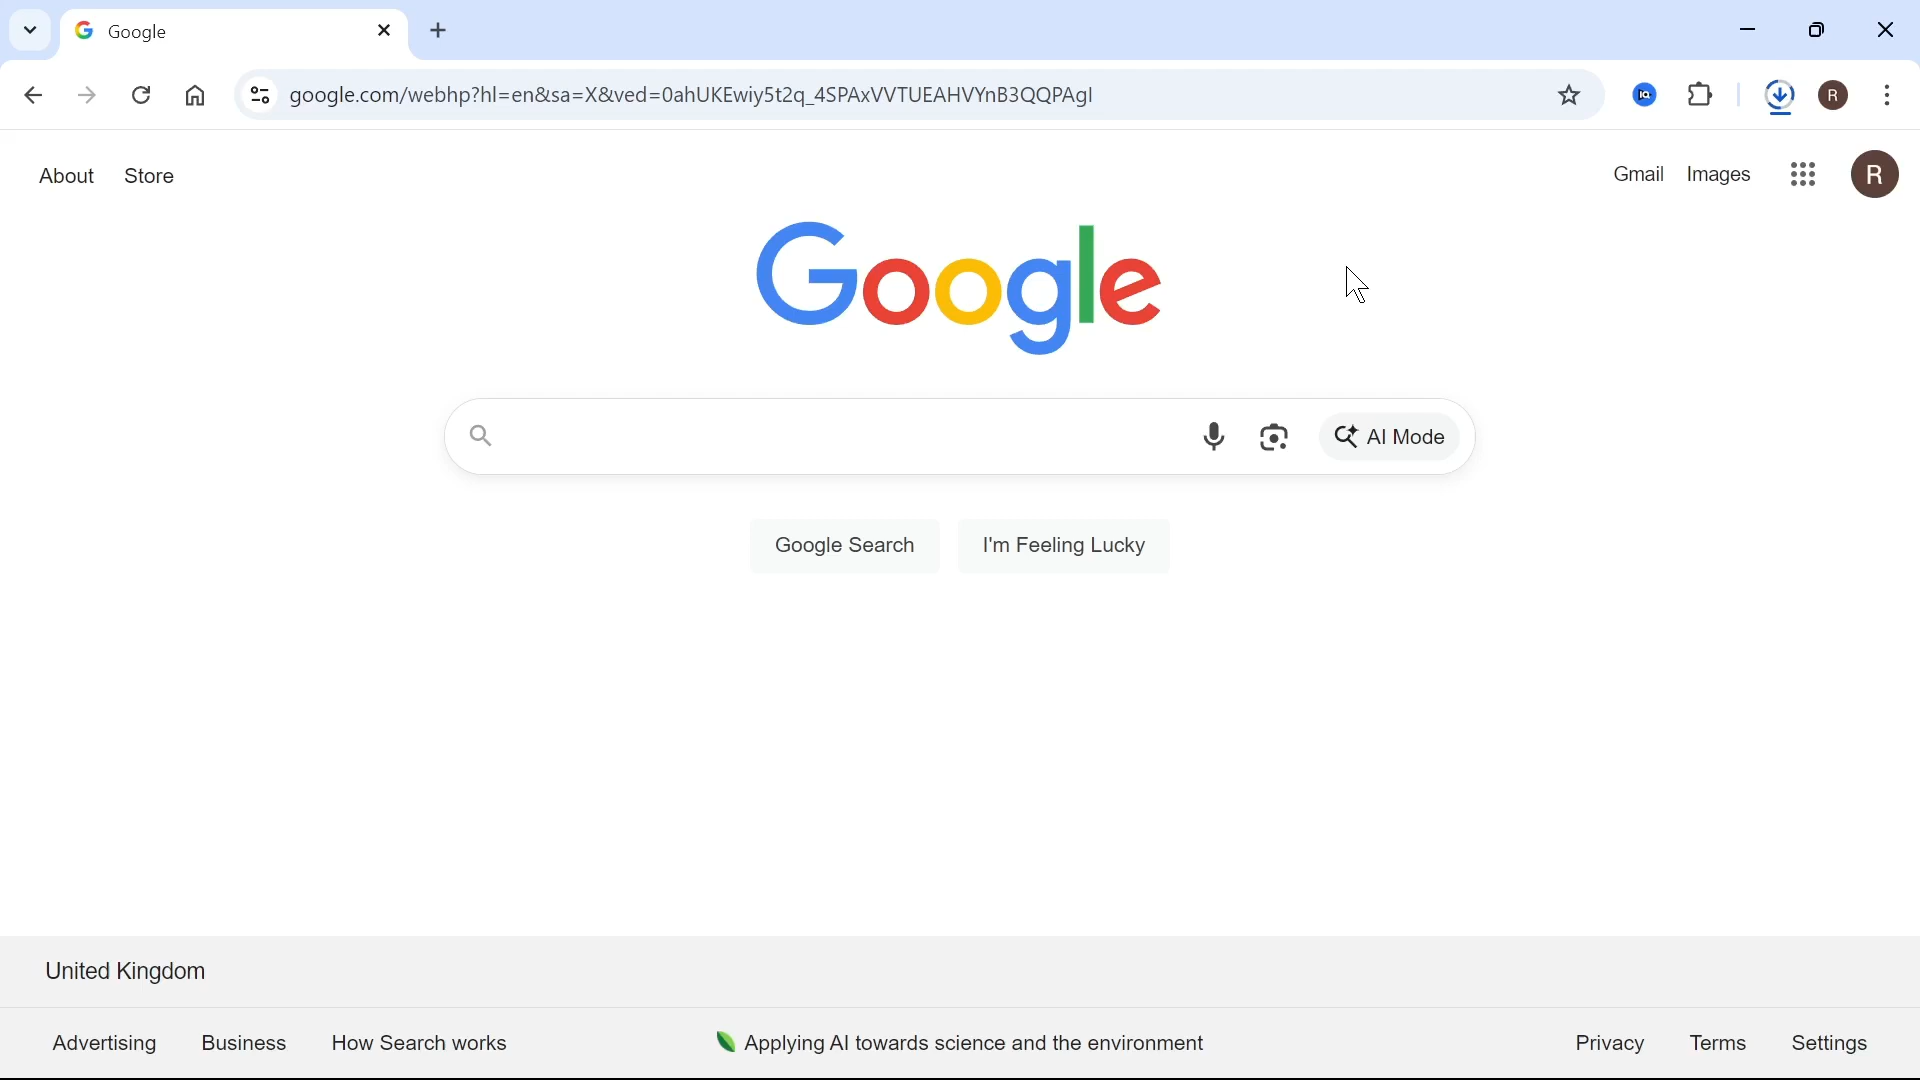 Google
google.com/webhp?hl=en&sa=X&ved=0ahUKEwiy5t2q_4SPAxVVTUEAHVYnB3QQPAgI
R
About Store
Gmail Images
R
Google
AI Mode
Google Search
I'm Feeling Lucky
United Kingdom
Advertising Business How Search works
Applying AI towards science and the environment
Privacy Terms Settings